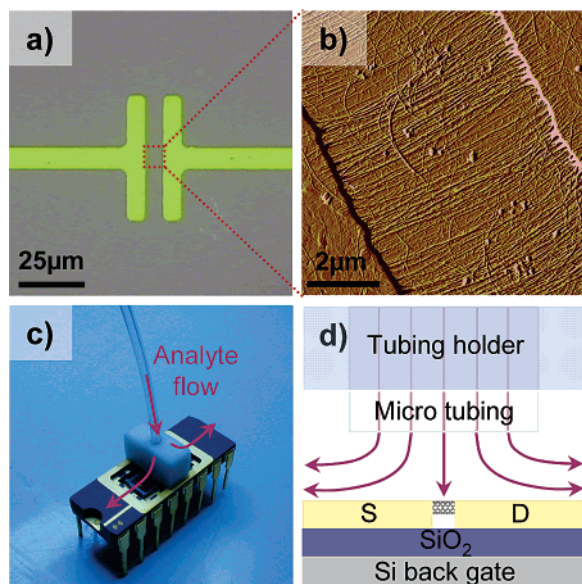 a)
25µm
b)
2µm
c)
Analyte
flow
d)
Tubing holder
Micro tubing
S
D
SiO₂
Si back gate